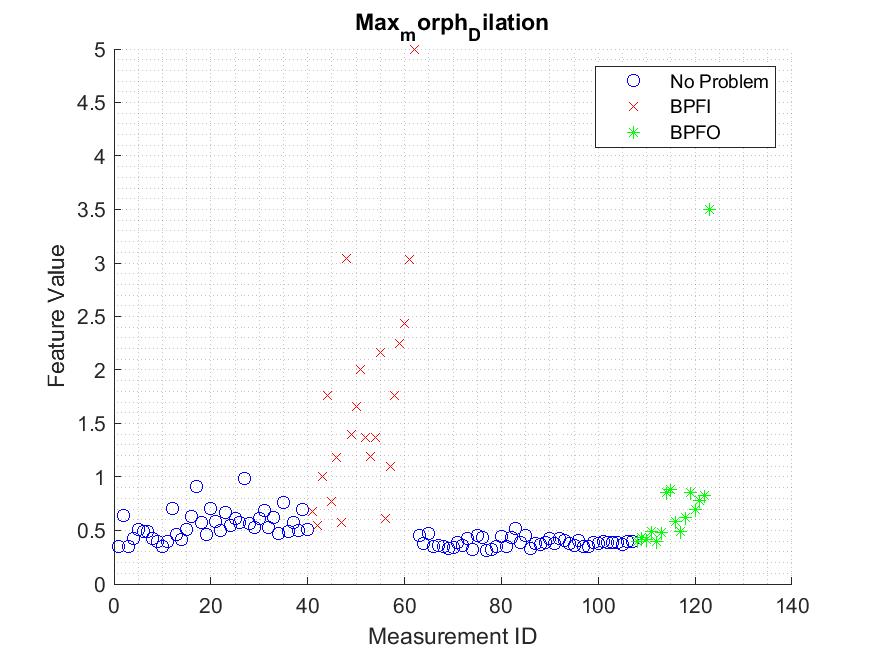 Max_morph_Dilation
5
4.5
4
3.5
3
2.5
2
1.5
1
0.5
0
Feature Value
No Problem
BPFI
BPFO
0 20 40 60 80 100 120 140
Measurement ID